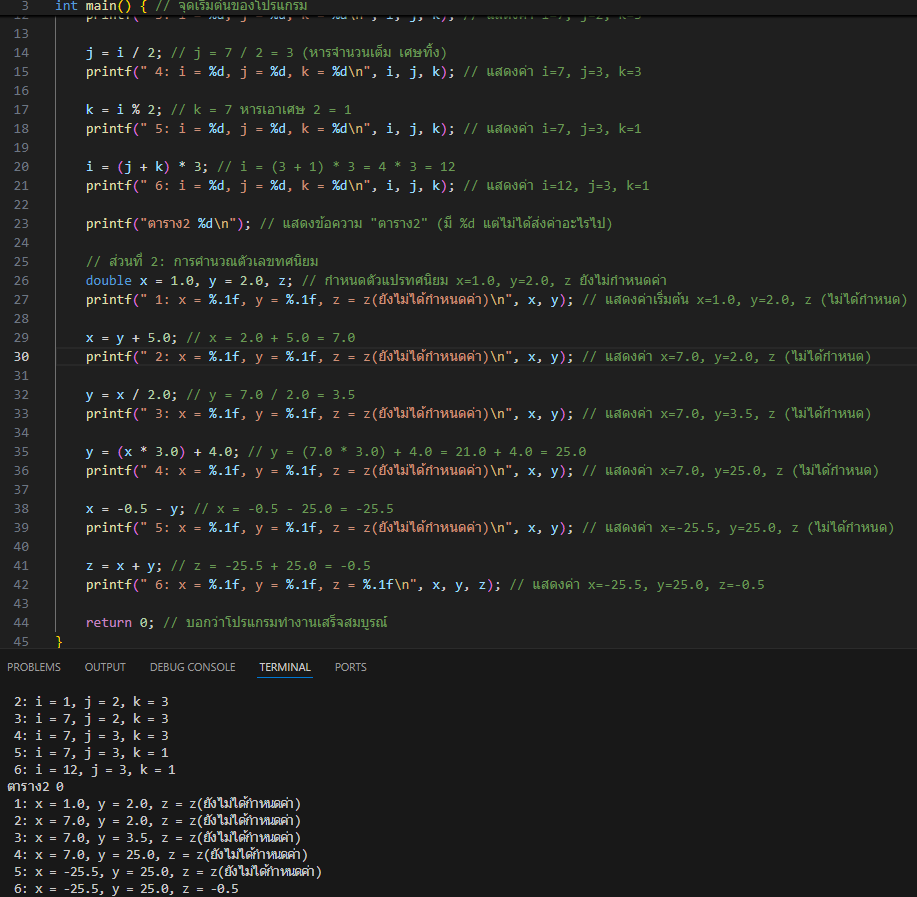 3 int main() { // จุดเริ่มต้นของโปรแกรม
13
14 j = i / 2; // j = 7 / 2 = 3 (หารจำนวนเต็ม เศษทิ้ง)
15 printf(" 4: i = %d, j = %d, k = %d\n", i, j, k); // แสดงค่า i=7, j=3, k=3
16
17 k = i % 2; // k = 7 หารเอาเศษ 2 = 1
18 printf(" 5: i = %d, j = %d, k = %d\n", i, j, k); // แสดงค่า i=7, j=3, k=1
19
20 i = (j + k) * 3; // i = (3 + 1) * 3 = 4 * 3 = 12
21 printf(" 6: i = %d, j = %d, k = %d\n", i, j, k); // แสดงค่า i=12, j=3, k=1
22
23 printf("ตาราง2 %d\n"); // แสดงข้อความ "ตาราง2" (มี %d แต่ไม่ได้ส่งค่าอะไรไป)
24
25 // ส่วนที่ 2: การคำนวณตัวเลขทศนิยม
26 double x = 1.0, y = 2.0, z; // กำหนดตัวแปรทศนิยม x=1.0, y=2.0, z ยังไม่กำหนดค่า
27 printf(" 1: x = %.1f, y = %.1f, z = z(ยังไม่ได้กำหนดค่า)\n", x, y); // แสดงค่าเริ่มต้น x=1.0, y=2.0, z (ไม่ได้กำหนด)
28
29 x = y + 5.0; // x = 2.0 + 5.0 = 7.0
30 printf(" 2: x = %.1f, y = %.1f, z = z(ยังไม่ได้กำหนดค่า)\n", x, y); // แสดงค่า x=7.0, y=2.0, z (ไม่ได้กำหนด)
31
32 y = x / 2.0; // y = 7.0 / 2.0 = 3.5
33 printf(" 3: x = %.1f, y = %.1f, z = z(ยังไม่ได้กำหนดค่า)\n", x, y); // แสดงค่า x=7.0, y=3.5, z (ไม่ได้กำหนด)
34
35 y = (x * 3.0) + 4.0; // y = (7.0 * 3.0) + 4.0 = 21.0 + 4.0 = 25.0
36 printf(" 4: x = %.1f, y = %.1f, z = z(ยังไม่ได้กำหนดค่า)\n", x, y); // แสดงค่า x=7.0, y=25.0, z (ไม่ได้กำหนด)
37
38 x = -0.5 - y; // x = -0.5 - 25.0 = -25.5
39 printf(" 5: x = %.1f, y = %.1f, z = z(ยังไม่ได้กำหนดค่า)\n", x, y); // แสดงค่า x=-25.5, y=25.0, z (ไม่ได้กำหนด)
40
41 z = x + y; // z = -25.5 + 25.0 = -0.5
42 printf(" 6: x = %.1f, y = %.1f, z = %.1f\n", x, y, z); // แสดงค่า x=-25.5, y=25.0, z=-0.5
43
44 return 0; // บอกว่าโปรแกรมทำงานเสร็จสมบูรณ์
45 }
PROBLEMS OUTPUT DEBUG CONSOLE TERMINAL PORTS
2: i = 1, j = 2, k = 3
3: i = 7, j = 2, k = 3
4: i = 7, j = 3, k = 3
5: i = 7, j = 3, k = 1
6: i = 12, j = 3, k = 1
ตาราง2 0
1: x = 1.0, y = 2.0, z = z(ยังไม่ได้กำหนดค่า)
2: x = 7.0, y = 2.0, z = z(ยังไม่ได้กำหนดค่า)
3: x = 7.0, y = 3.5, z = z(ยังไม่ได้กำหนดค่า)
4: x = 7.0, y = 25.0, z = z(ยังไม่ได้กำหนดค่า)
5: x = -25.5, y = 25.0, z = z(ยังไม่ได้กำหนดค่า)
6: x = -25.5, y = 25.0, z = -0.5